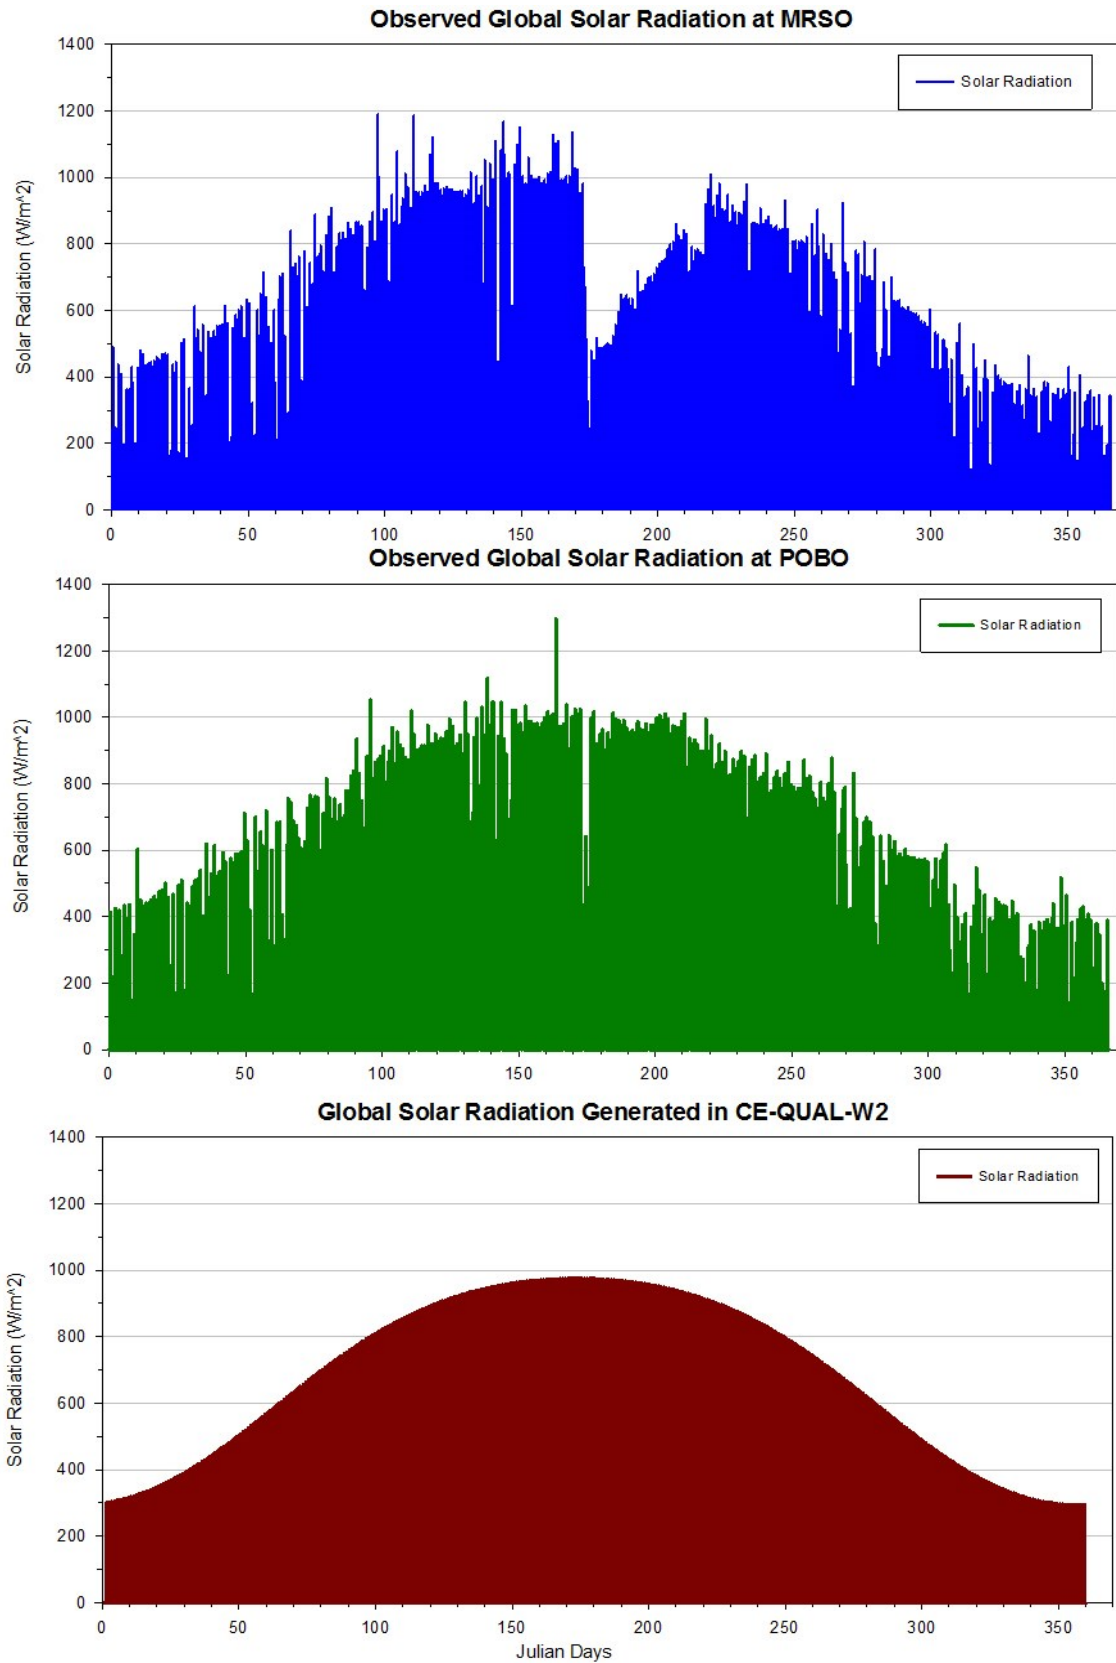 Observed Global Solar Radiation at MRSO
1400
Solar Radiation
1200
1000
800
600
400
200
0
Solar Radiation (W/m^2)
0 50 100 150 200 250 300 350
Observed Global Solar Radiation at POBO
1400
Solar Radiation
1200
1000
800
600
400
200
0
Solar Radiation (W/m^2)
0 50 100 150 200 250 300 350
Global Solar Radiation Generated in CE-QUAL-W2
1400
Solar Radiation
1200
1000
800
600
400
200
0
Solar Radiation (W/m^2)
0 50 100 150 200 250 300 350
Julian Days